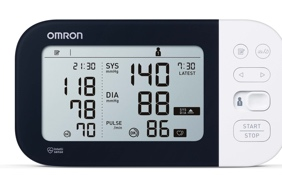 OMRON
21:30
118
78
70
SYS
mmHg
140
7:30
LATEST
DIA
mmHg
88
PULSE
/min
86
START
STOP